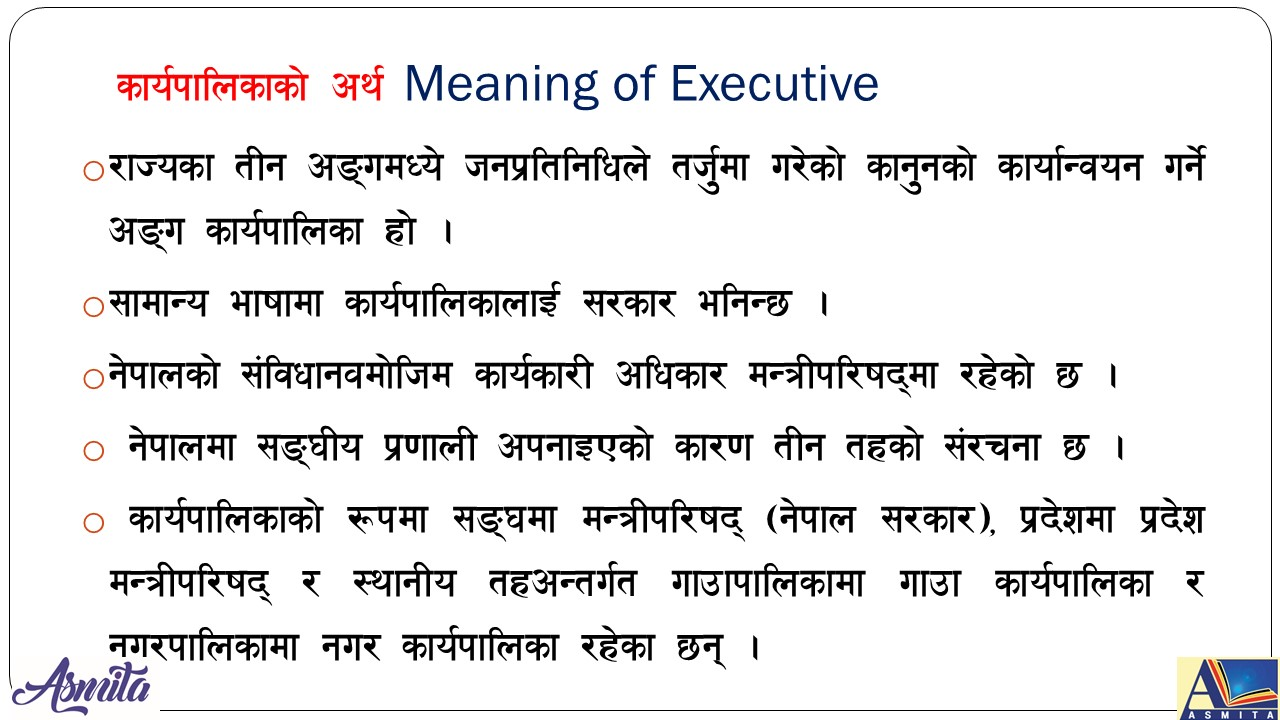 कार्यपालिकाको अर्थ Meaning of Executive
राज्यका तीन अङ्गमध्ये जनप्रतिनिधिले तर्जुमा गरेको कानुनको कार्यान्वयन गर्ने
अङ्ग कार्यपालिका हो ।
सामान्य भाषामा कार्यपालिकालाई सरकार भनिन्छ ।
नेपालको संविधानवमोजिम कार्यकारी अधिकार मन्त्रीपरिषद्‌मा रहेको छ ।
नेपालमा सङ्घीय प्रणाली अपनाइएको कारण तीन तहको संरचना छ ।
कार्यपालिकाको रूपमा सङ्घमा मन्त्रीपरिषद् (नेपाल सरकार), प्रदेशमा प्रदेश
मन्त्रीपरिषद् र स्थानीय तहअन्तर्गत गाउापालिकामा गाउा कार्यपालिका र
नगरपालिकामा नगर कार्यपालिका रहेका छन् ।
Asmita
ASMITA